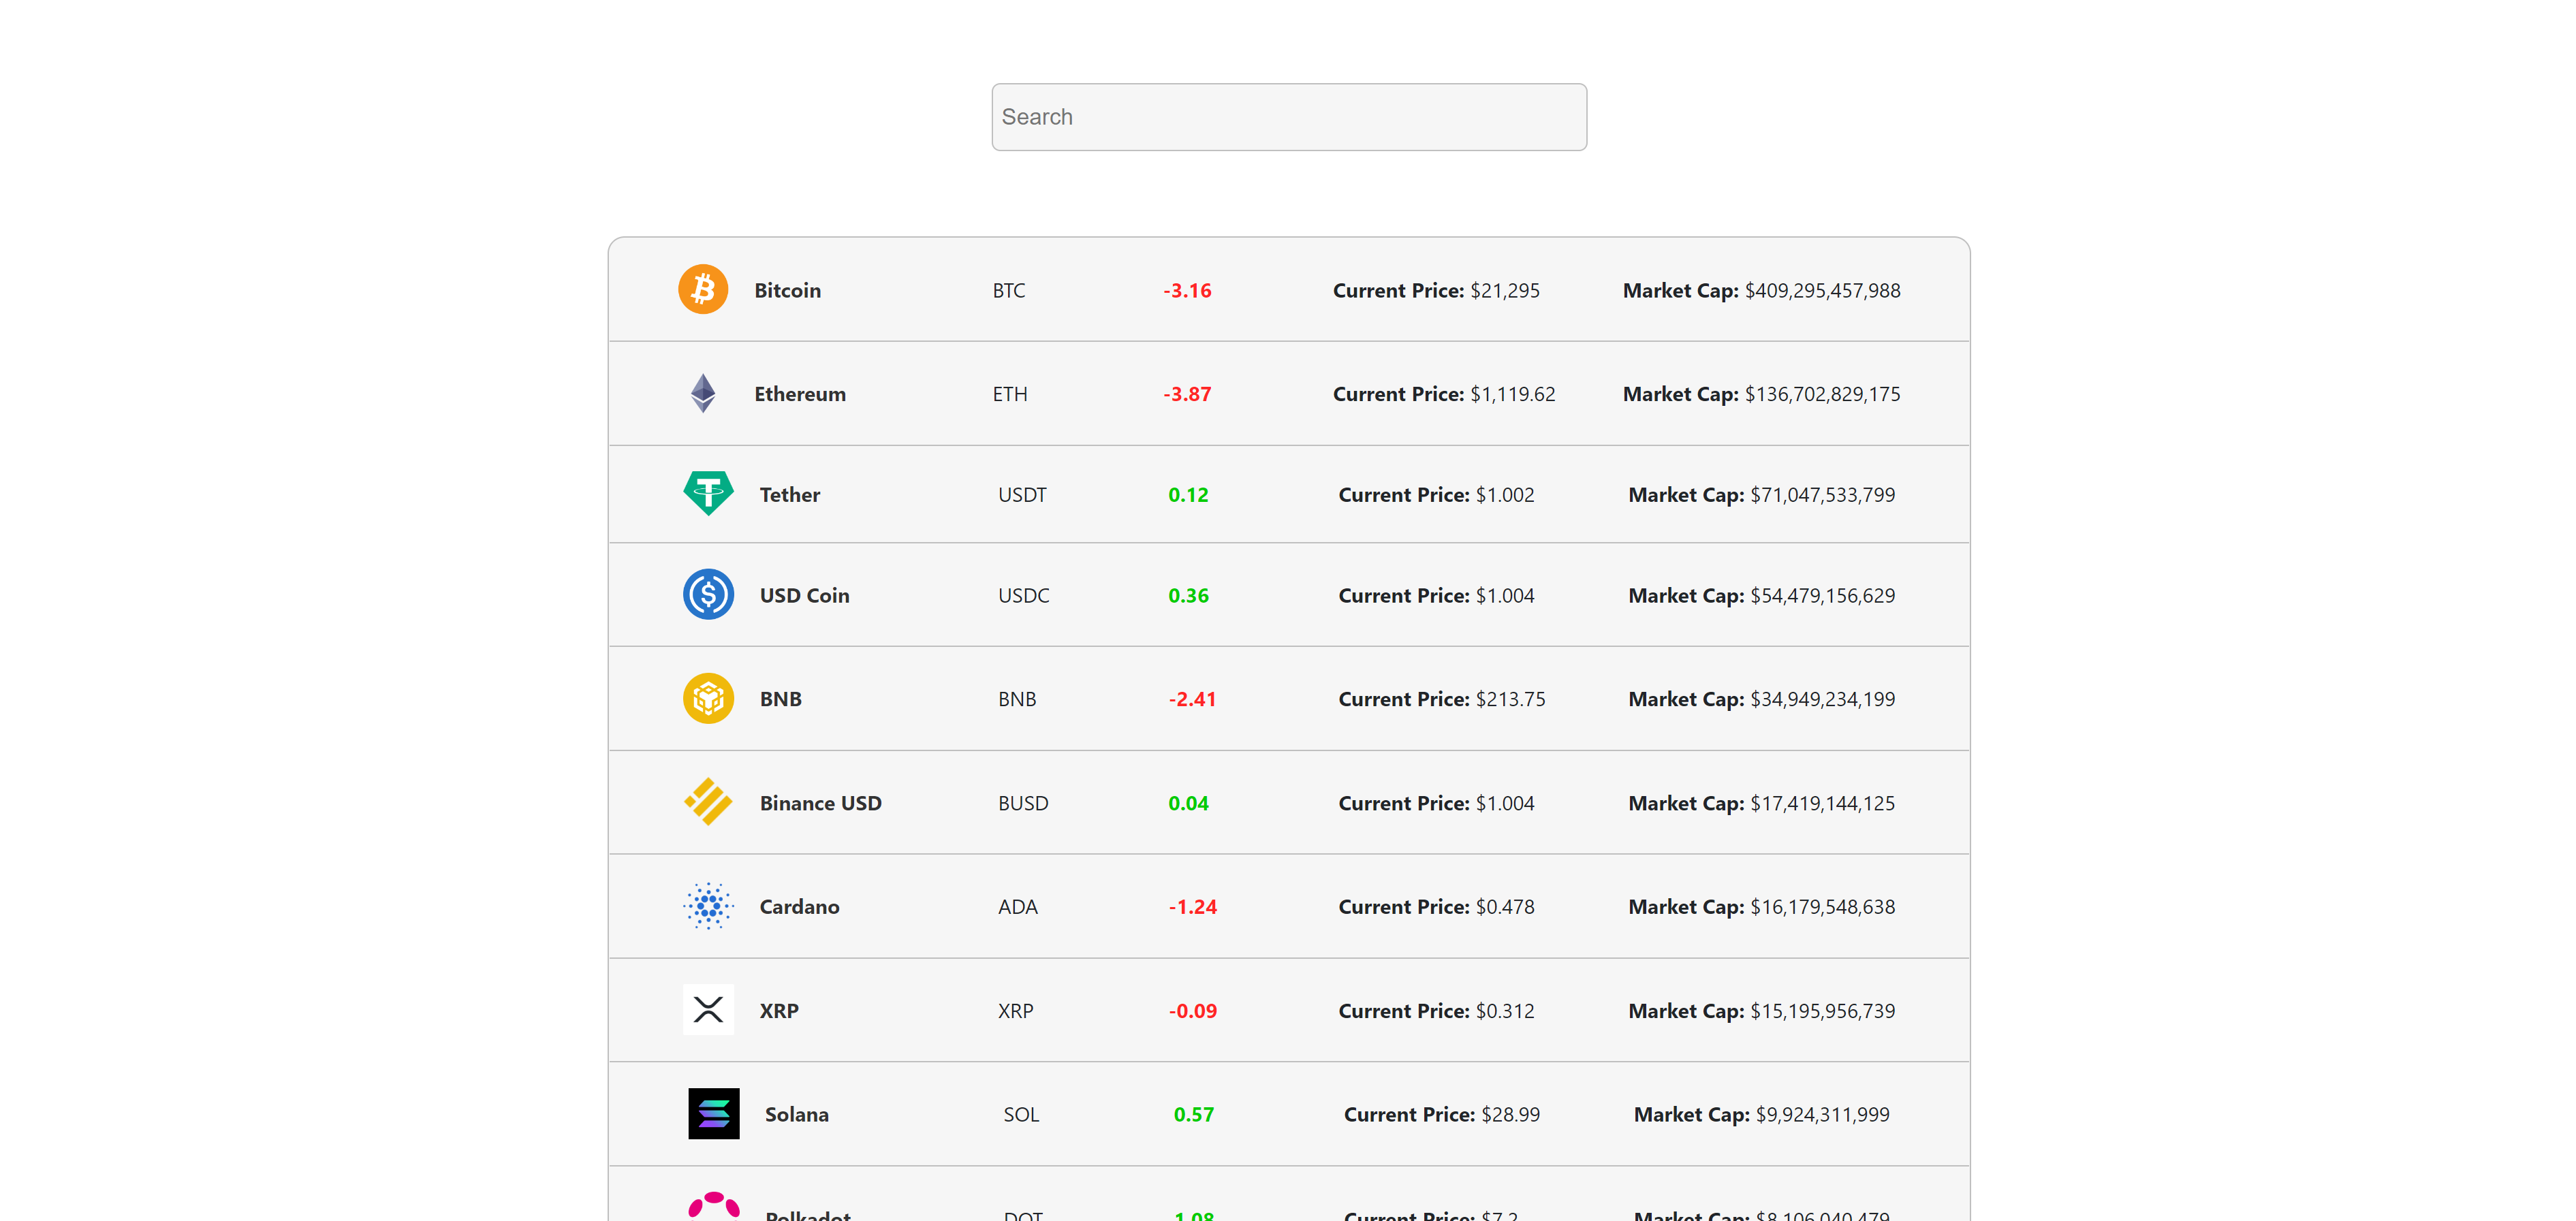 Search
Bitcoin BTC -3.16 Current Price: $21,295 Market Cap: $409,295,457,988
Ethereum ETH -3.87 Current Price: $1,119.62 Market Cap: $136,702,829,175
Tether USDT 0.12 Current Price: $1.002 Market Cap: $71,047,533,799
USD Coin USDC 0.36 Current Price: $1.004 Market Cap: $54,479,156,629
BNB BNB -2.41 Current Price: $213.75 Market Cap: $34,949,234,199
Binance USD BUSD 0.04 Current Price: $1.004 Market Cap: $17,419,144,125
Cardano ADA -1.24 Current Price: $0.478 Market Cap: $16,179,548,638
XRP XRP -0.09 Current Price: $0.312 Market Cap: $15,195,956,739
Solana SOL 0.57 Current Price: $28.99 Market Cap: $9,924,311,999
Polkadot DOT 1.08 Current Price: $7.2 Market Cap: $8,106,040,479